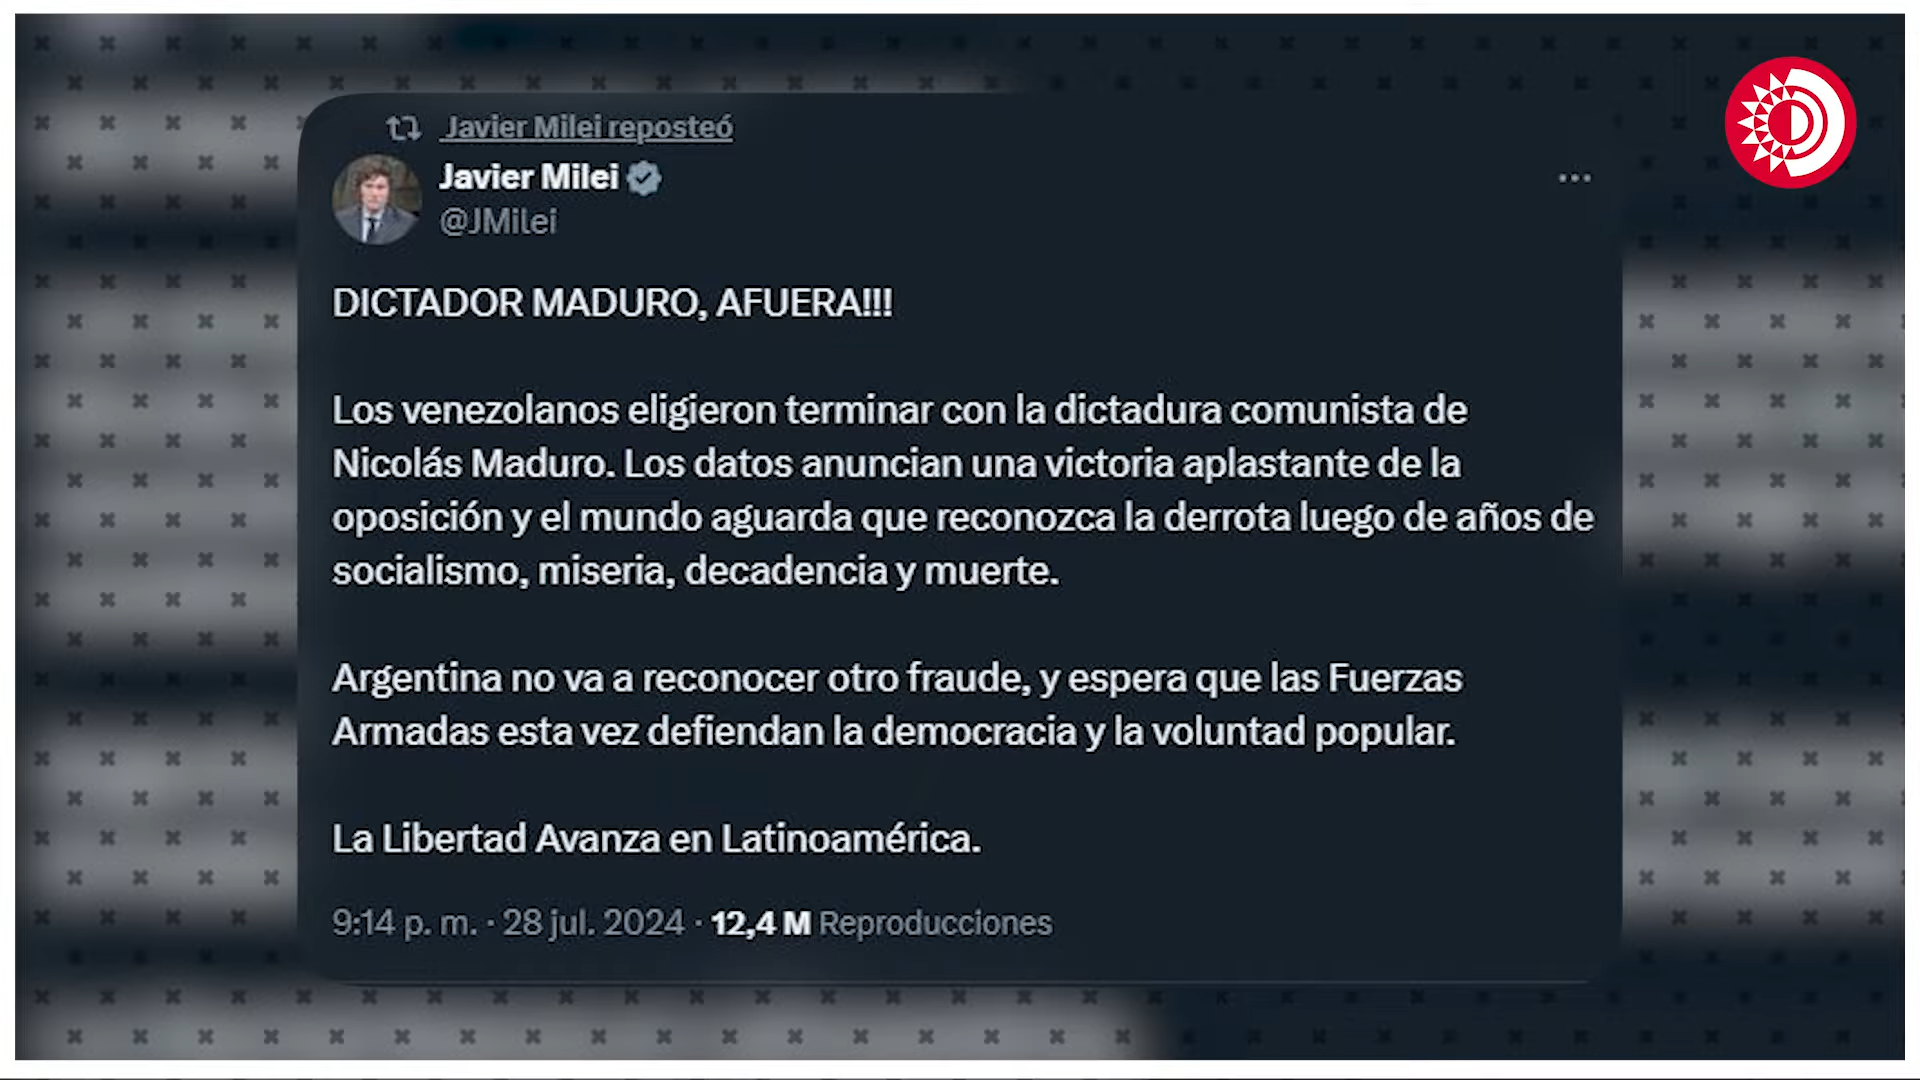 Javier Milei reposteó
Javier Milei
@JMilei
DICTADOR MADURO, AFUERA!!!
Los venezolanos eligieron terminar con la dictadura comunista de
Nicolás Maduro. Los datos anuncian una victoria aplastante de la
oposición y el mundo aguarda que reconozca la derrota luego de años de
socialismo, miseria, decadencia y muerte.
Argentina no va a reconocer otro fraude, y espera que las Fuerzas
Armadas esta vez defiendan la democracia y la voluntad popular.
La Libertad Avanza en Latinoamérica.
9:14 p. m. · 28 jul. 2024 · 12,4 M Reproducciones